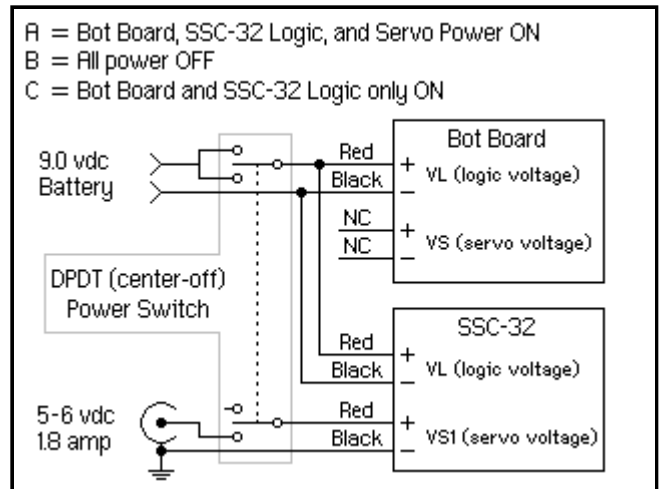 A = Bot Board, SSC-32 Logic, and Servo Power ON
B = All power OFF
C = Bot Board and SSC-32 Logic only ON
9.0 vdc
Battery
Red
Black
NC
NC
Bot Board
+ VL (logic voltage)
−
+
− VS (servo voltage)
DPDT (center-off)
Power Switch
SSC-32
Red
Black
+ VL (logic voltage)
−
5-6 vdc
1.8 amp
Red
Black
+
− VS1 (servo voltage)